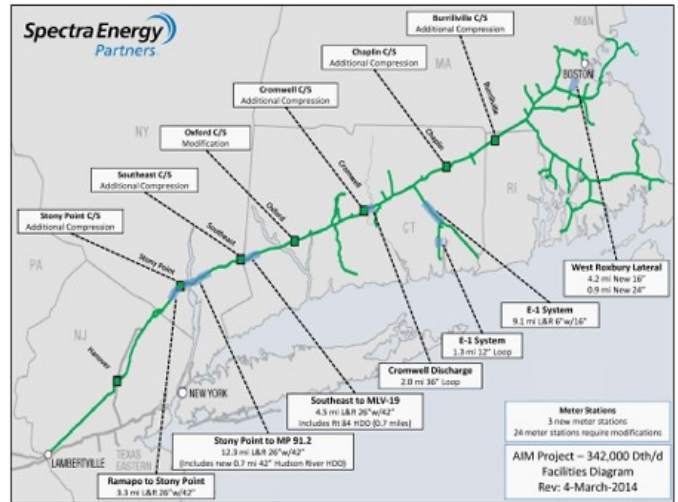 Spectra Energy
Partners
Burrillville C/S
Additional Compression
Chaplin C/S
Additional Compression
Cromwell C/S
Additional Compression
Oxford C/S
Modification
Southeast C/S
Additional Compression
Stony Point C/S
Additional Compression
NY
MA
BOSTON
Burrillville
Chaplin
Cromwell
Oxford
Southeast
Stony Point
Hanover
CT
RI
PA
NJ
NEW YORK
LAMBERTVILLE
TEXAS
EASTERN
West Roxbury Lateral
4.2 mi New 16"
0.9 mi New 24"
E-1 System
9.1 mi L&R 6"w/16"
E-1 System
1.3 mi 12" Loop
Cromwell Discharge
2.0 mi 36" Loop
Southeast to MLV-19
4.5 mi L&R 26"w/42"
Includes Rt 84 HDD (0.7 miles)
Stony Point to MP 91.2
12.3 mi L&R 26"w/42"
(Includes new 0.7 mi 42" Hudson River HDD)
Ramapo to Stony Point
3.3 mi L&R 26"w/42"
Meter Stations
3 new meter stations
24 meter stations require modifications
AIM Project – 342,000 Dth/d
Facilities Diagram
Rev: 4-March-2014